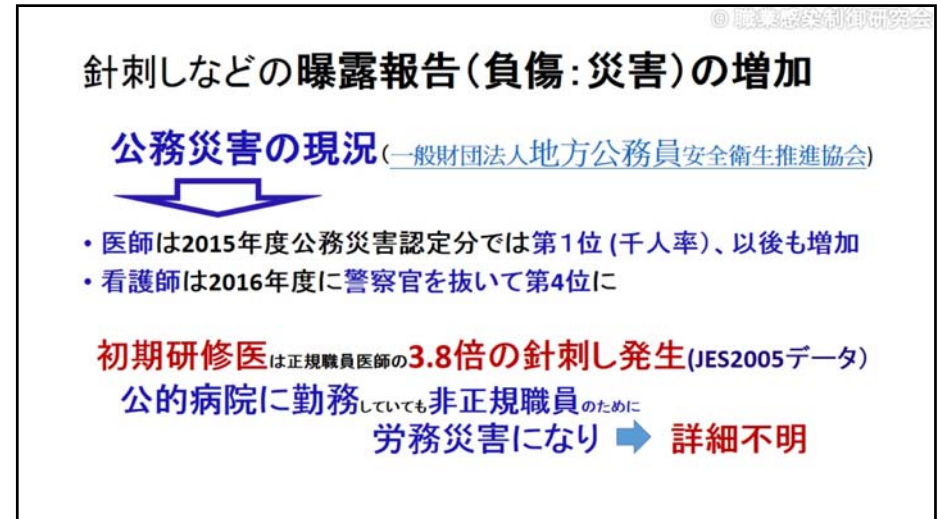 © 職業感染制御研究会
針刺しなどの曝露報告(負傷:災害)の増加
公務災害の現況(一般財団法人地方公務員安全衛生推進協会)
・医師は2015年度公務災害認定分では第1位 (千人率)、以後も増加
・看護師は2016年度に警察官を抜いて第4位に
初期研修医は正規職員医師の3.8倍の針刺し発生(JES2005データ)
公的病院に勤務していても非正規職員のために
労務災害になり ➡ 詳細不明